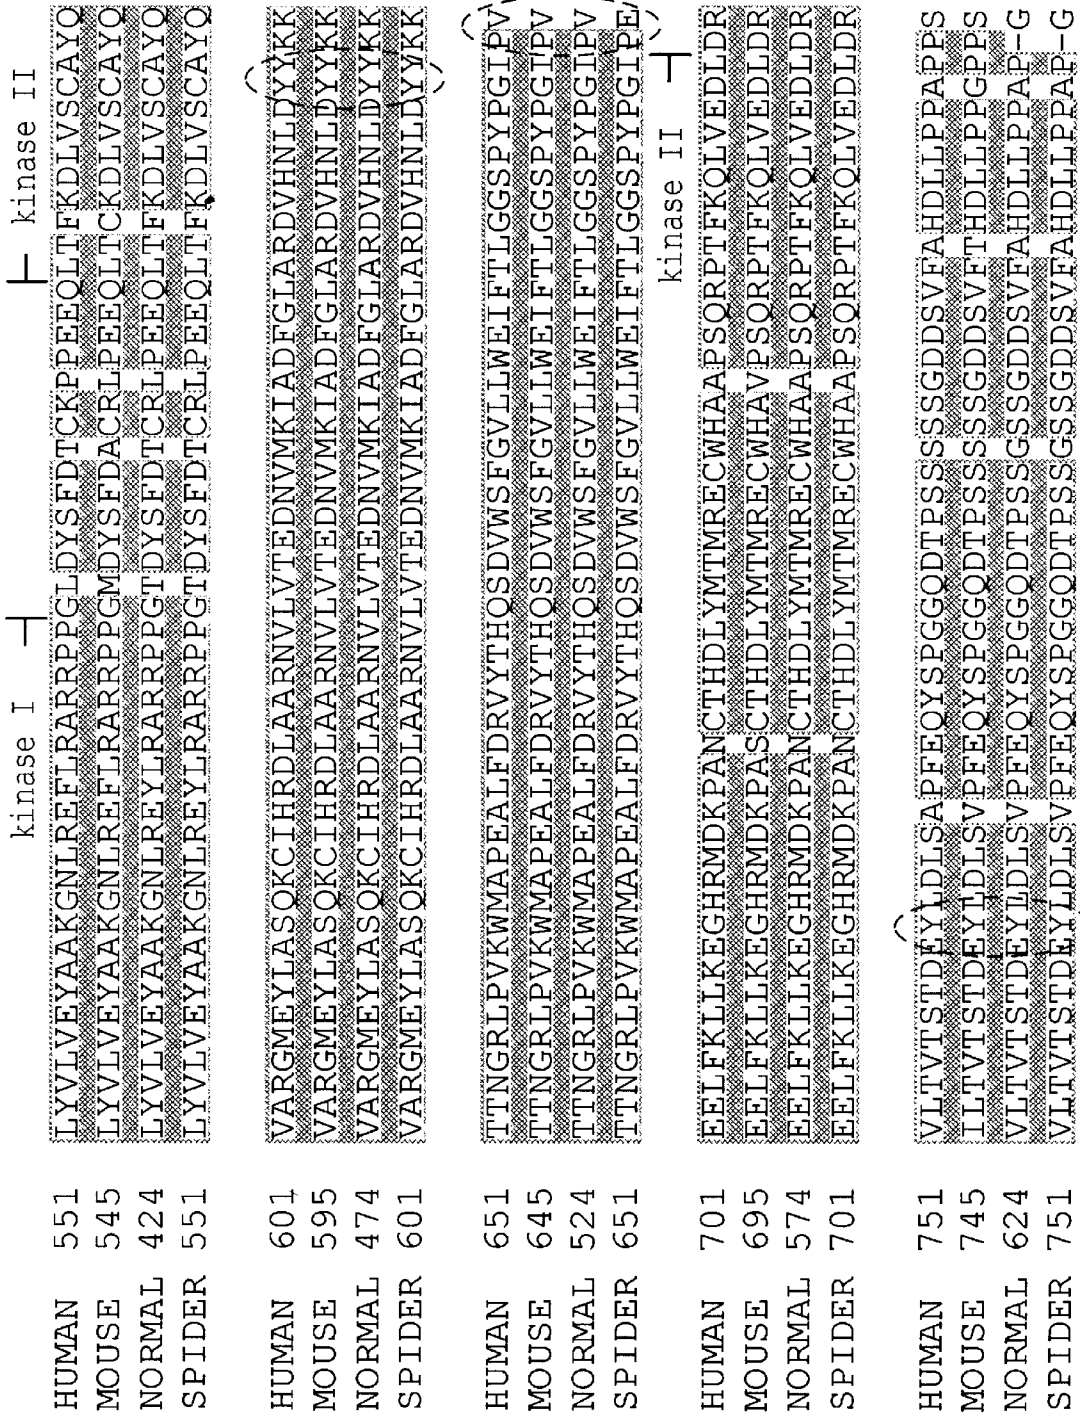 kinase I kinase II
HUMAN 551 LYVLVEYAAKGNLREFLRARRPPGLDYSFDTCKPPEEQLTFKDLVSCAYQ
MOUSE 545 LYVLVEYAAKGNLREFLRARRPPGMDYSFDACRLPEEQLTCKDLVSCAYQ
NORMAL 424 LYVLVEYAAKGNLREYLRARRPPGTDYSFDTCRLPEEQLTFKDLVSCAYQ
SPIDER 551 LYVLVEYAAKGNLREYLRARRPPGTDYSFDTCRLPEEQLTFKDLVSCAYQ
HUMAN 601 VARGMEYLASQKCIHRDLAARNVLVTEDNVMKIADFGLARDVHNLDYYKK
MOUSE 595 VARGMEYLASQKCIHRDLAARNVLVTEDNVMKIADFGLARDVHNLDYYKK
NORMAL 474 VARGMEYLASQKCIHRDLAARNVLVTEDNVMKIADFGLARDVHNLDYYKK
SPIDER 601 VARGMEYLASQKCIHRDLAARNVLVTEDNVMKIADFGLARDVHNLDYYKK
HUMAN 651 TTNGRLPVKWMAPEALFDRVYTHQSDVWSFGVLLWEIFTLGGSPYPGIPV
MOUSE 645 TTNGRLPVKWMAPEALFDRVYTHQSDVWSFGVLLWEIFTLGGSPYPGIPV
NORMAL 524 TTNGRLPVKWMAPEALFDRVYTHQSDVWSFGVLLWEIFTLGGSPYPGIPV
SPIDER 651 TTNGRLPVKWMAPEALFDRVYTHQSDVWSFGVLLWEIFTLGGSPYPGIPE
kinase II
HUMAN 701 EELFKLLKEGHRMDKPANCTHDLYMTMRECWHAAPSQRPTFKQLVEDLDR
MOUSE 695 EELFKLLKEGHRMDKPASCTHDLYMTMRECWHAVPSQRPTFKQLVEDLDR
NORMAL 574 EELFKLLKEGHRMDKPANCTHDLYMTMRECWHAAPSQRPTFKQLVEDLDR
SPIDER 701 EELFKLLKEGHRMDKPANCTHDLYMTMRECWHAAPSQRPTFKQLVEDLDR
HUMAN 751 VLTVTSTDEYLDLSAPFEQYSPGGQDTPSSSSSGDDSVFAHDLLPPAPPS
MOUSE 745 ILTVTSTDEYLDLSVPFEQYSPGGQDTPSSSSSGDDSVFTHDLLPPGPPS
NORMAL 624 VLTVTSTDEYLDLSVPFEQYSPGGQDTPSSGSSGDDSVFAHDLLPPAP-G
SPIDER 751 VLTVTSTDEYLDLSVPFEQYSPGGQDTPSSGSSGDDSVFAHDLLPPAP-G